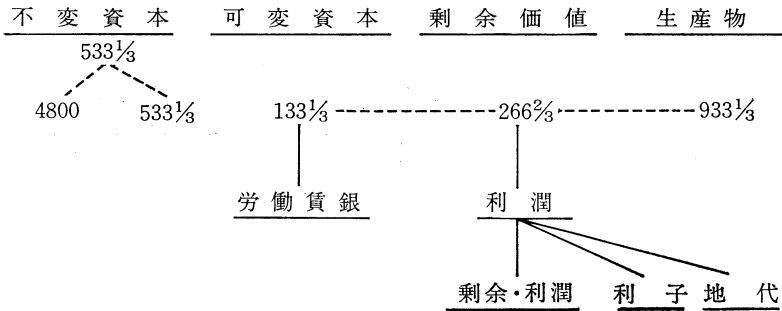 不変資本 可変資本 剰余価値 生産物
533⅓
4800 533⅓ 133⅓ 266⅔ 933⅓
労働賃銀 利潤
剰余・利潤 利子 地代